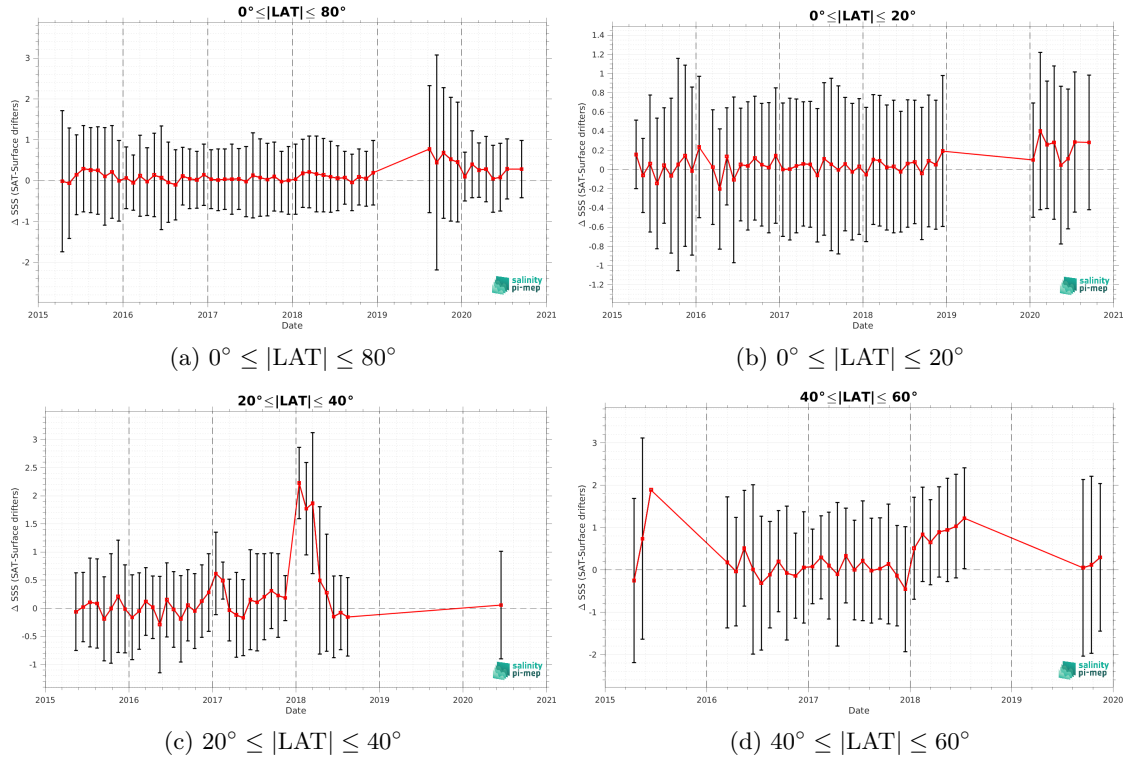 0°≤|LAT|≤ 80°
Δ SSS (SAT-Surface drifters)
3
2
1
0
-1
-2
2015 2016 2017 2018 2019 2020 2021
Date
salinity
pi-mep
(a) 0° ≤ |LAT| ≤ 80°
0°≤|LAT|≤ 20°
Δ SSS (SAT-Surface drifters)
1.4
1.2
1
0.8
0.6
0.4
0.2
0
-0.2
-0.4
-0.6
-0.8
-1
-1.2
2015 2016 2017 2018 2019 2020 2021
Date
salinity
pi-mep
(b) 0° ≤ |LAT| ≤ 20°
20°≤|LAT|≤ 40°
Δ SSS (SAT-Surface drifters)
3
2.5
2
1.5
1
0.5
0
-0.5
-1
2015 2016 2017 2018 2019 2020 2021
Date
salinity
pi-mep
(c) 20° ≤ |LAT| ≤ 40°
40°≤|LAT|≤ 60°
Δ SSS (SAT-Surface drifters)
3
2
1
0
-1
-2
2015 2016 2017 2018 2019 2020
Date
salinity
pi-mep
(d) 40° ≤ |LAT| ≤ 60°